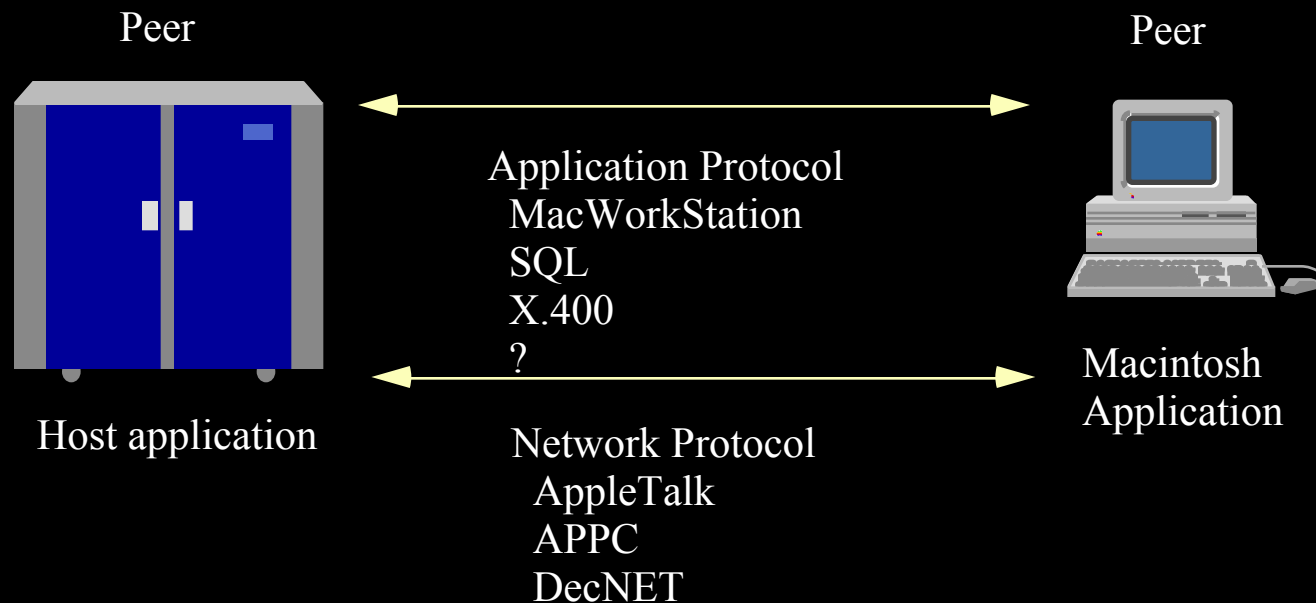 Peer
Peer
Application Protocol
MacWorkStation
SQL
X.400
?
Host application
Macintosh
Application
Network Protocol
AppleTalk
APPC
DecNET